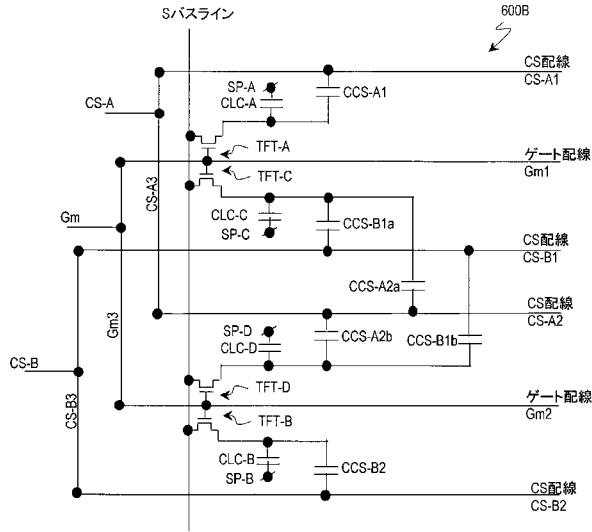 Sバスライン
600B
CS配線
CS-A1
SP-A
CLC-A
CCS-A1
CS-A
TFT-A
ゲート配線
Gm1
TFT-C
CS-A3
CLC-C
SP-C
CCS-B1a
Gm
CS配線
CS-B1
CCS-A2a
Gm3
CS配線
CS-A2
SP-D
CLC-D
CCS-A2b
CCS-B1b
CS-B
TFT-D
ゲート配線
Gm2
CS-B3
TFT-B
CLC-B
SP-B
CCS-B2
CS配線
CS-B2